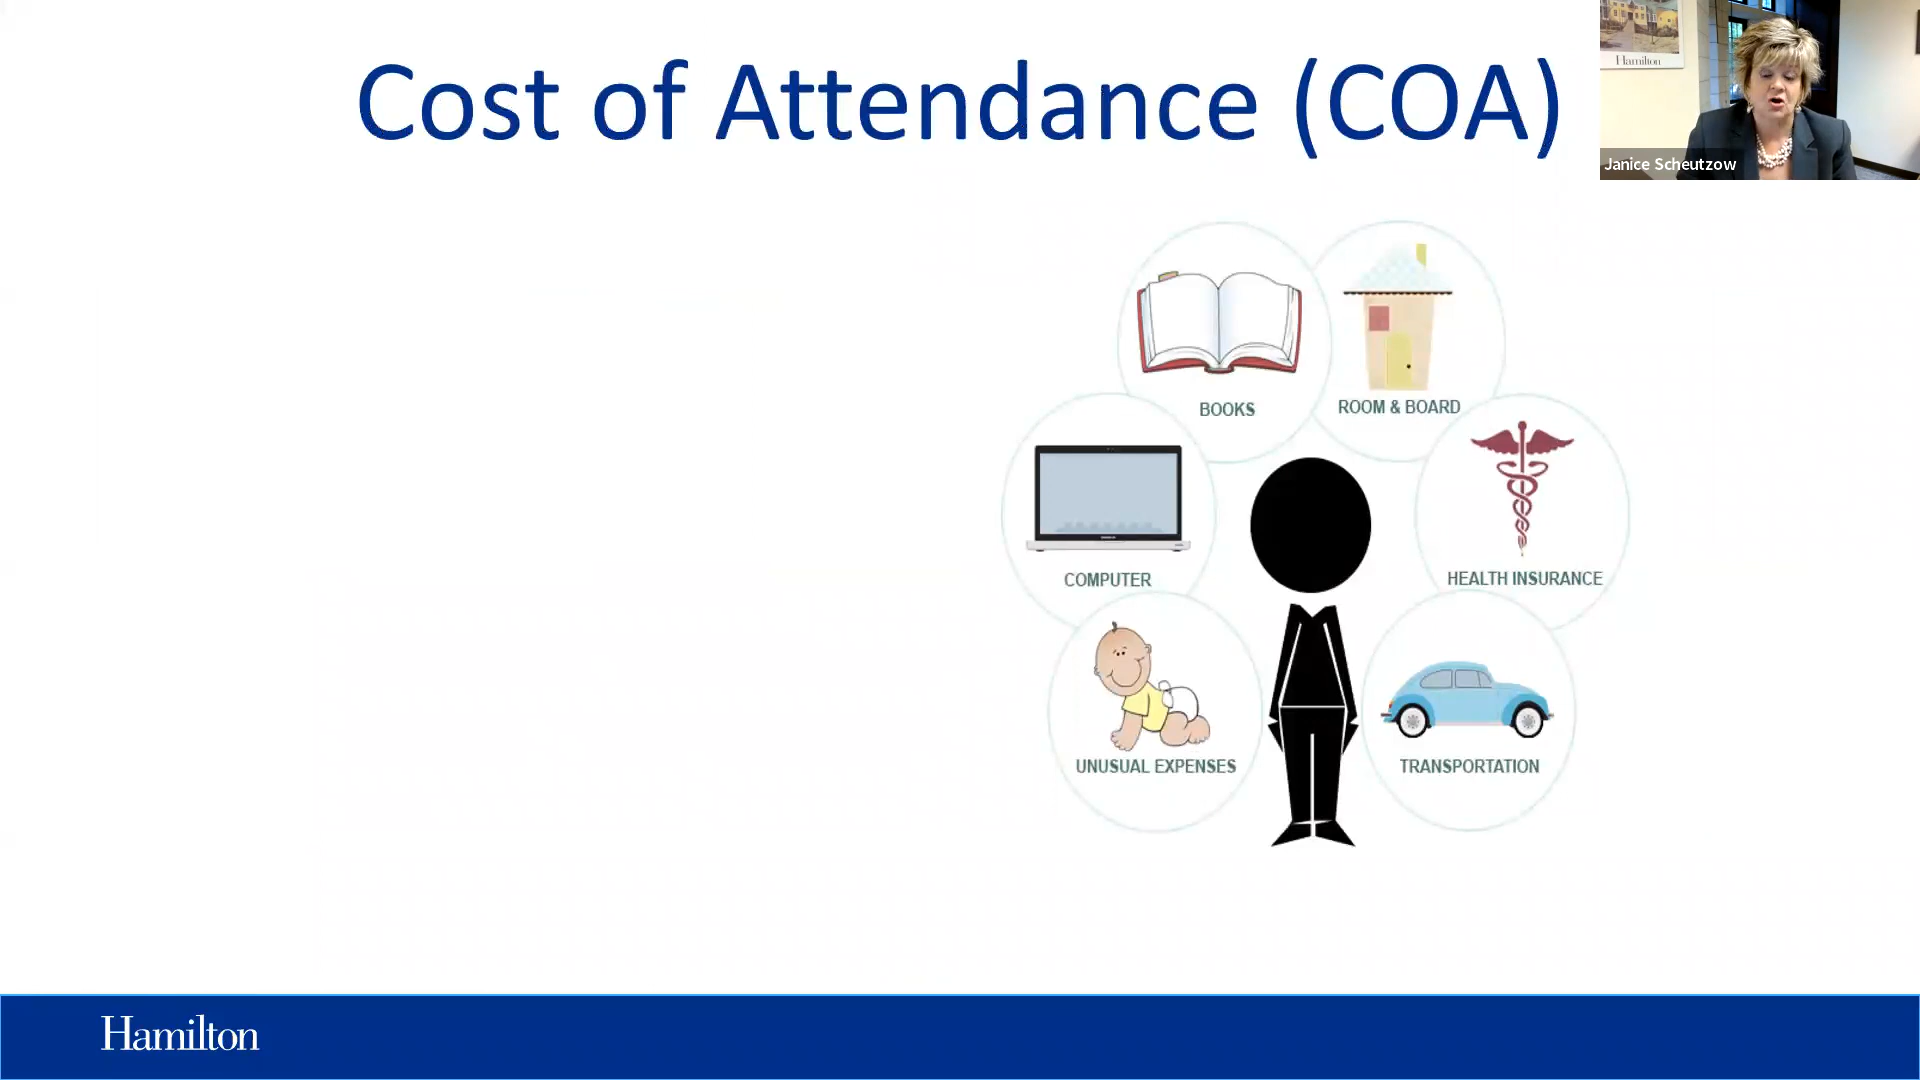 Cost of Attendance (COA)
Hamilton
Janice Scheutzow
BOOKS
ROOM & BOARD
COMPUTER
HEALTH INSURANCE
UNUSUAL EXPENSES
TRANSPORTATION
Hamilton